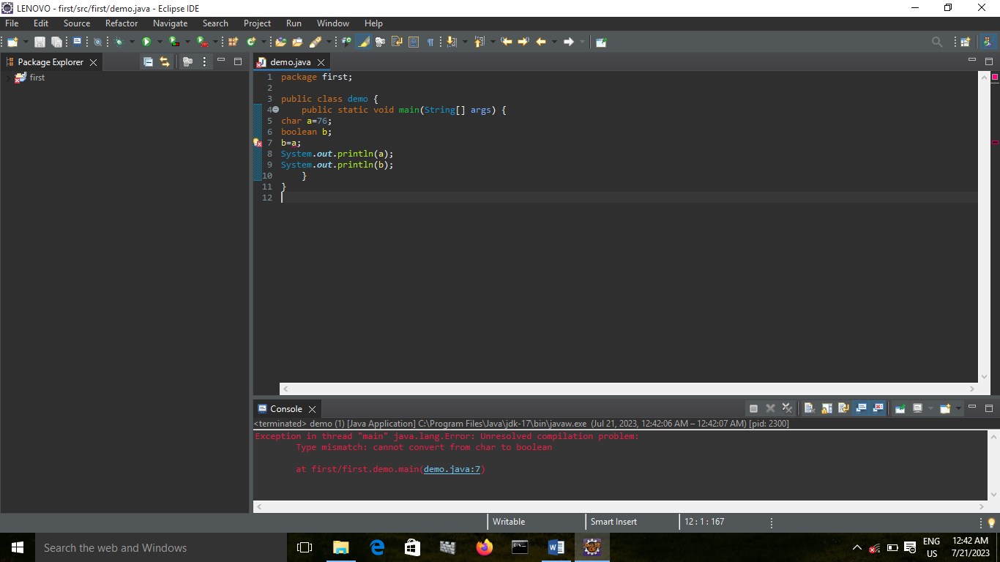 LENOVO - first/src/first/demo.java - Eclipse IDE
File Edit Source Refactor Navigate Search Project Run Window Help
Package Explorer
demo.java
first
1 package first;
2
3 public class demo {
4 public static void main(String[] args) {
5 char a=76;
6 boolean b;
7 b=a;
8 System.out.println(a);
9 System.out.println(b);
10 }
11 }
12
Console
<terminated> demo (1) [Java Application] C:\Program Files\Java\jdk-17\bin\javaw.exe (Jul 21, 2023, 12:42:06 AM – 12:42:07 AM) [pid: 2300]
Exception in thread "main" java.lang.Error: Unresolved compilation problem:
Type mismatch: cannot convert from char to boolean
at first/first.demo.main(demo.java:7)
Writable Smart Insert 12 : 1 : 167
Search the web and Windows
ENG
US
12:42 AM
7/21/2023